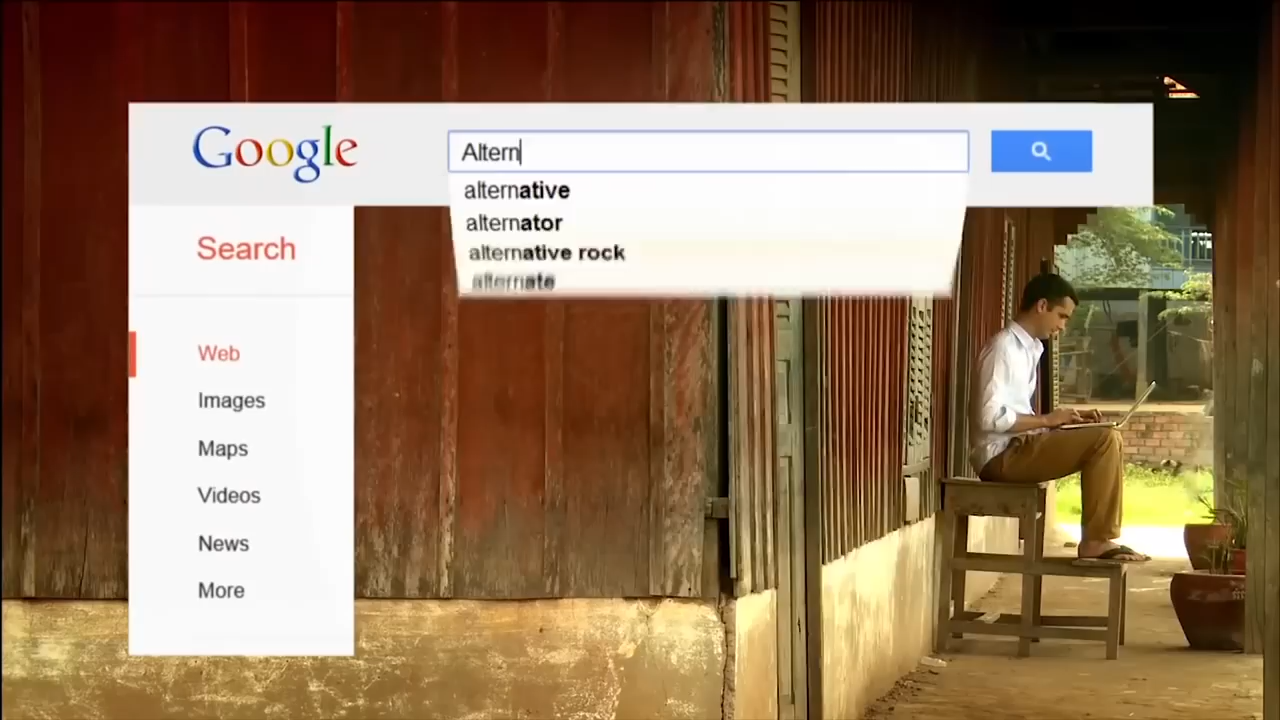 Google
Altern
alternative
alternator
alternative rock
alternate
Search
Web
Images
Maps
Videos
News
More